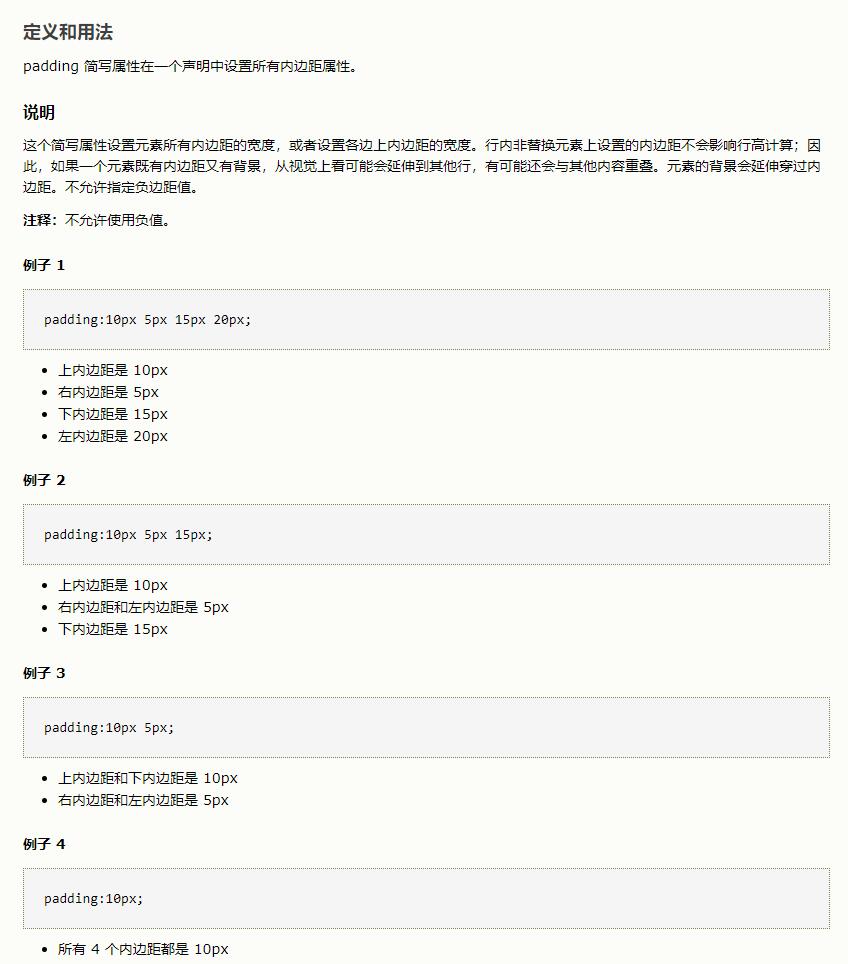 定义和用法
padding 简写属性在一个声明中设置所有内边距属性。
说明
这个简写属性设置元素所有内边距的宽度，或者设置各边上内边距的宽度。行内非替换元素上设置的内边距不会影响行高计算；因
此，如果一个元素既有内边距又有背景，从视觉上看可能会延伸到其他行，有可能还会与其他内容重叠。元素的背景会延伸穿过内
边距。不允许指定负边距值。
注释：不允许使用负值。
例子 1
padding:10px 5px 15px 20px;
• 上内边距是 10px
• 右内边距是 5px
• 下内边距是 15px
• 左内边距是 20px
例子 2
padding:10px 5px 15px;
• 上内边距是 10px
• 右内边距和左内边距是 5px
• 下内边距是 15px
例子 3
padding:10px 5px;
• 上内边距和下内边距是 10px
• 右内边距和左内边距是 5px
例子 4
padding:10px;
• 所有 4 个内边距都是 10px